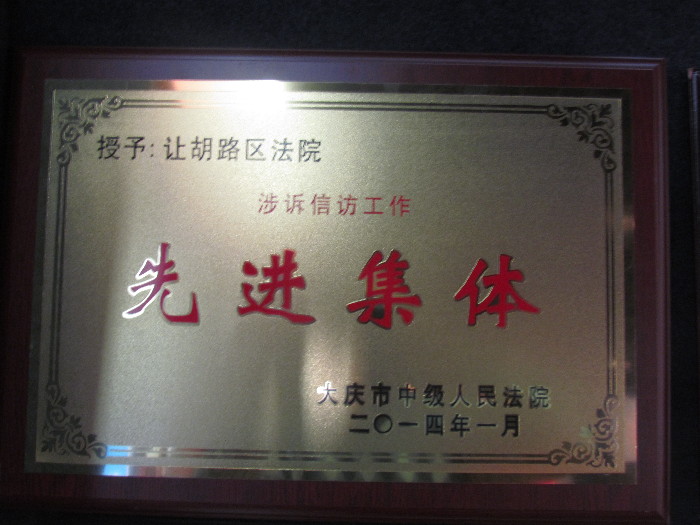 授予:让胡路区法院
涉诉信访工作
先进集体
大庆市中级人民法院
二〇一四年一月